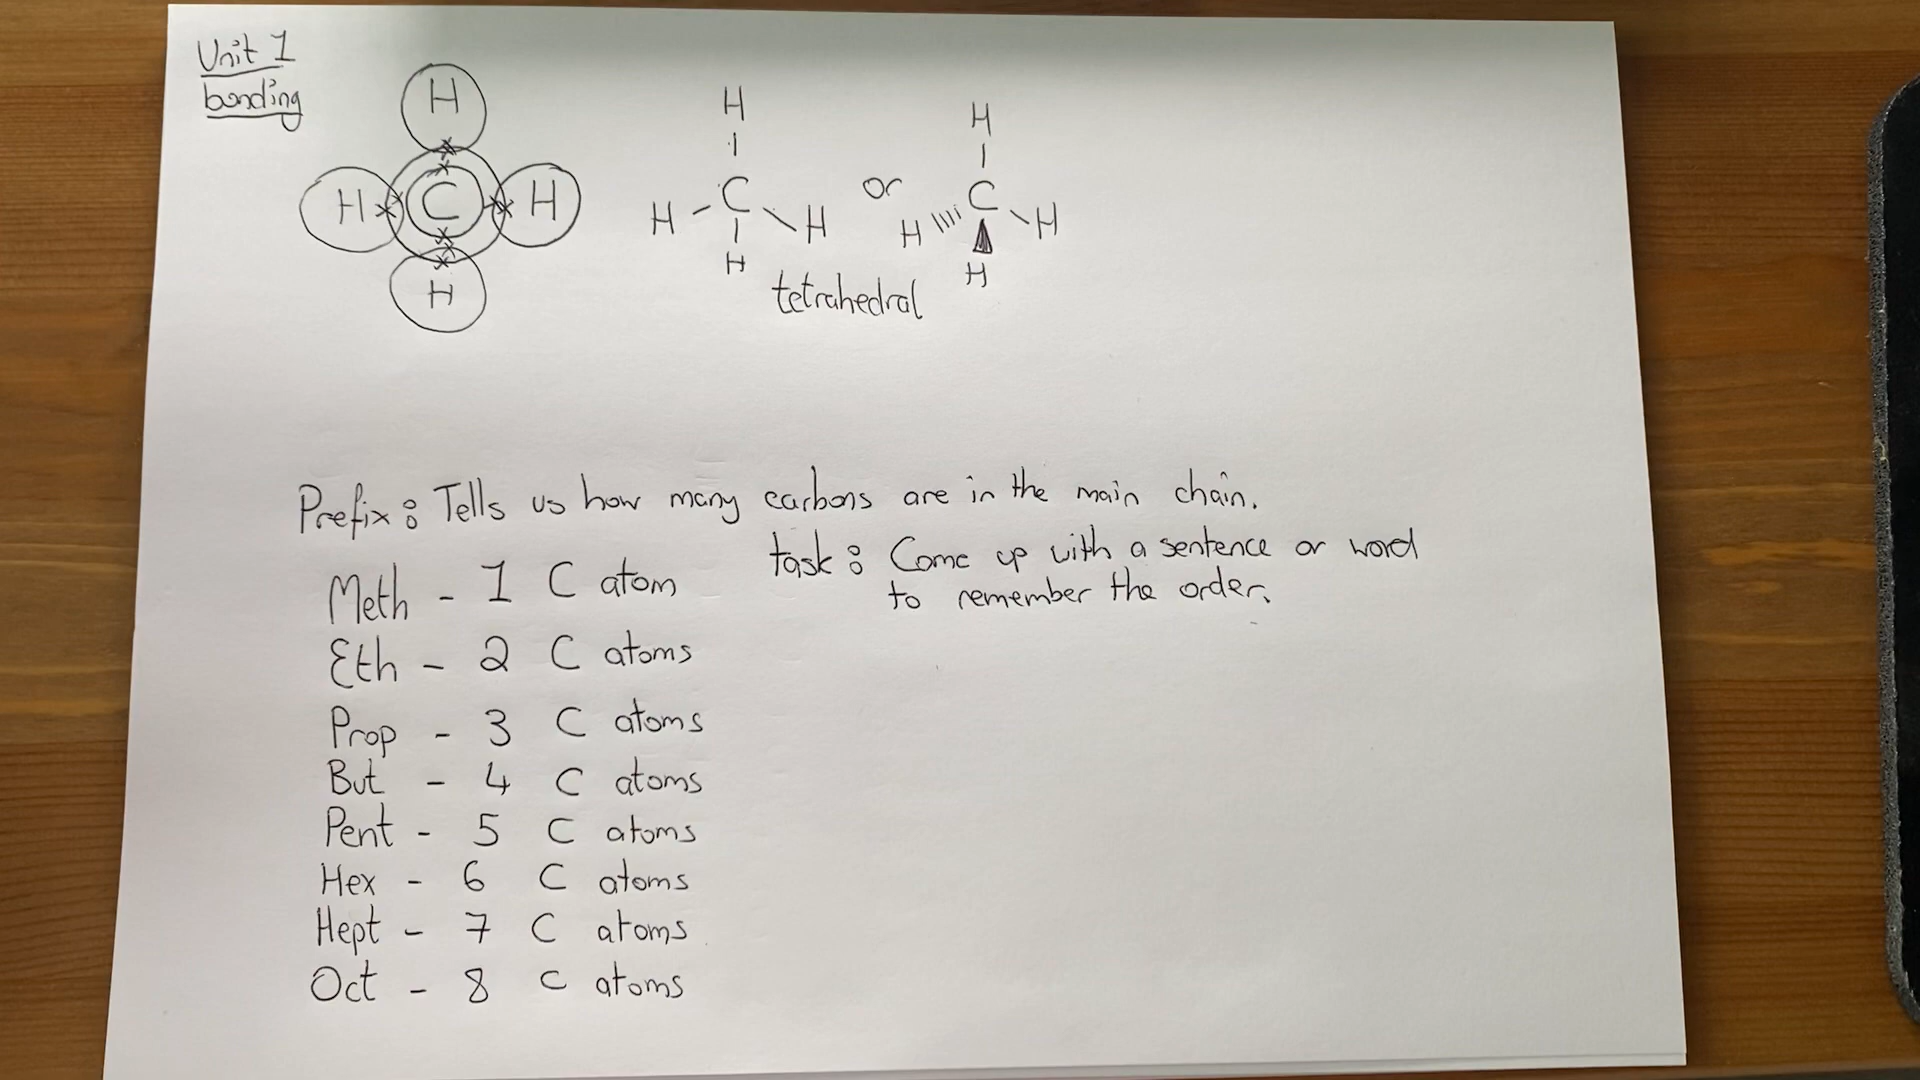 Unit 1
bonding
H
H C H
H
H
C
H H
H
or
H
C
H H
H
tetrahedral
Prefix: Tells us how many carbons are in the main chain.
task: Come up with a sentence or word
to remember the order.
Meth - 1 C atom
Eth - 2 C atoms
Prop - 3 C atoms
But - 4 C atoms
Pent - 5 C atoms
Hex - 6 C atoms
Hept - 7 C atoms
Oct - 8 C atoms